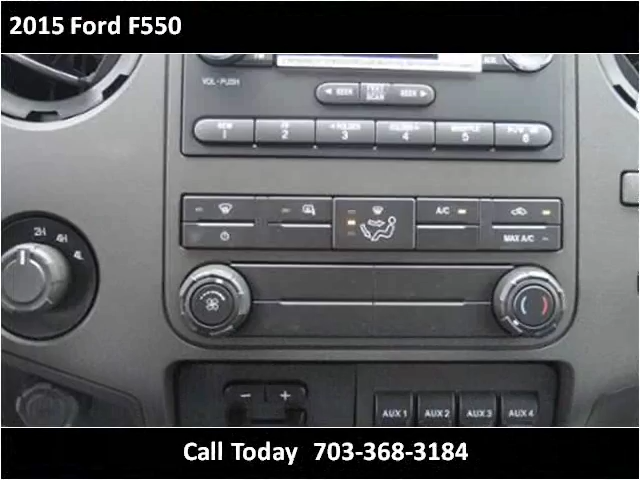 2015 Ford F550
AUX
VOL - PUSH
◄ SEEK
SEEK ►
SCAN
1 2 3 4 5 6
A/C
MAX A/C
2H
4H
4L
− +
AUX 1 AUX 2 AUX 3 AUX 4
Call Today 703-368-3184